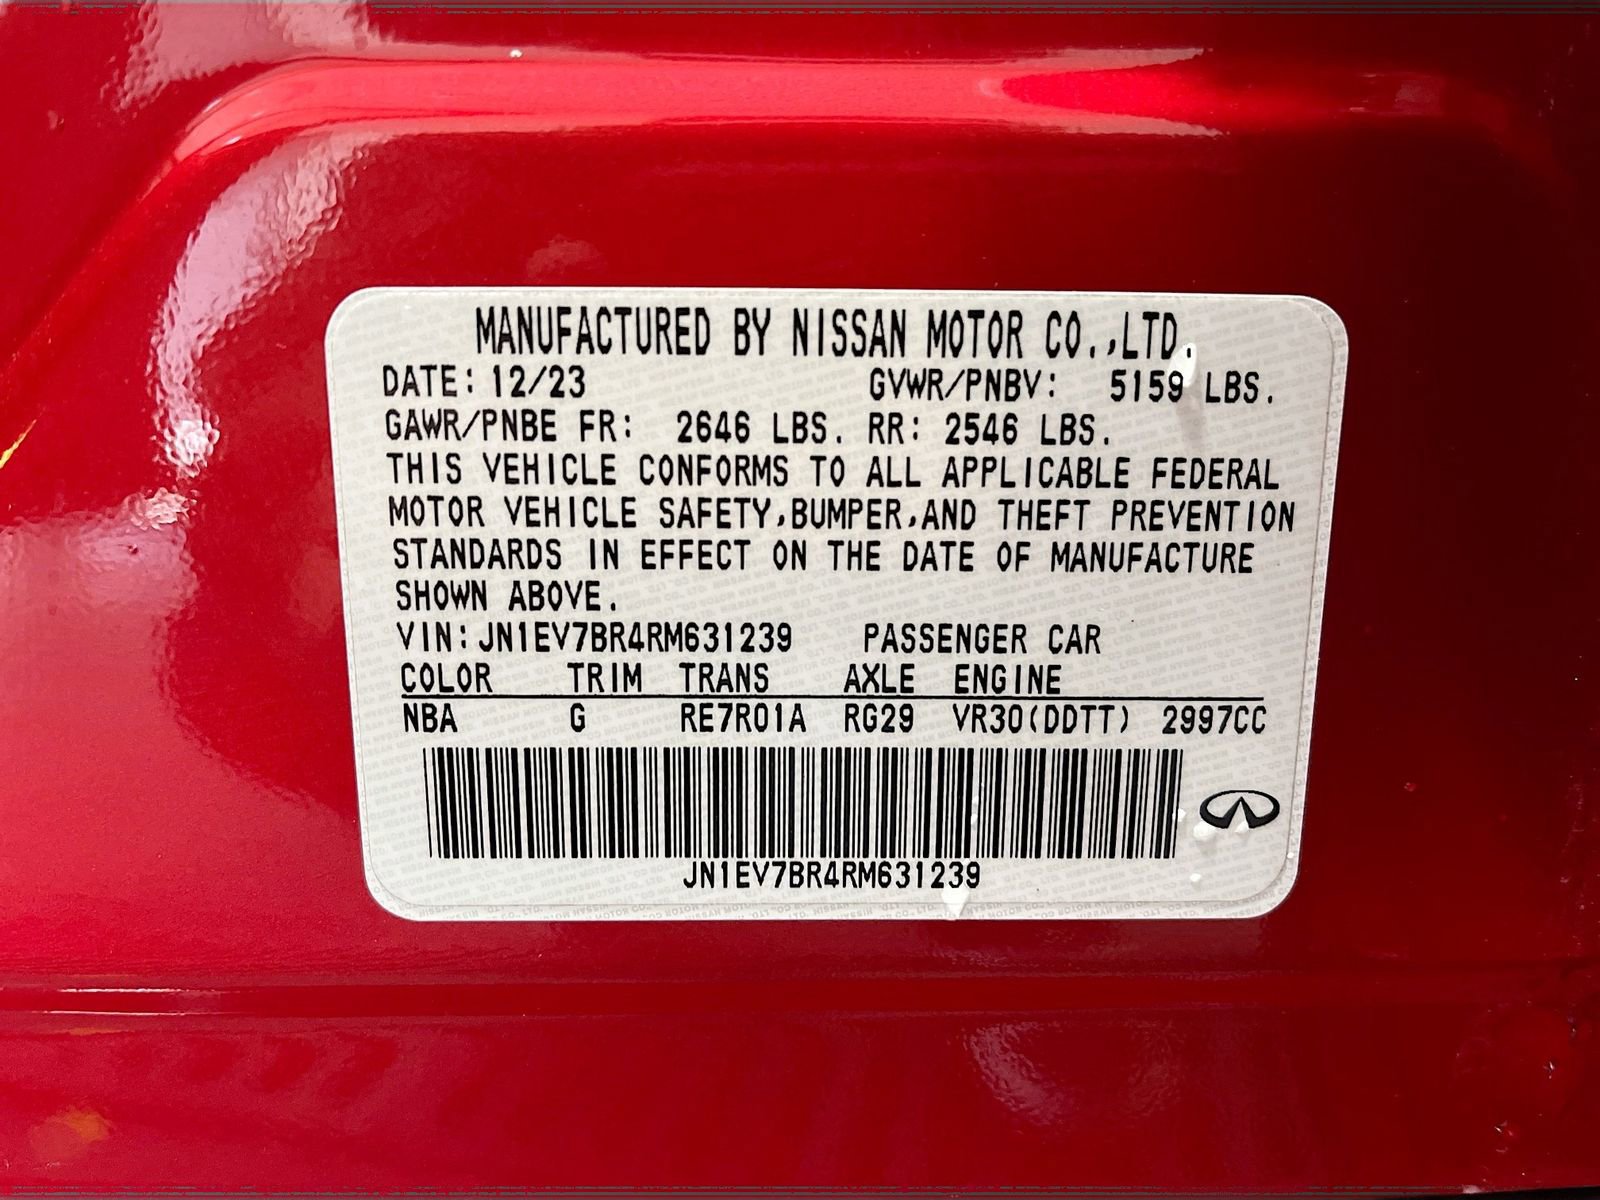 MANUFACTURED BY NISSAN MOTOR CO.,LTD.
DATE: 12/23 GVWR/PNBV: 5159 LBS.
GAWR/PNBE FR: 2646 LBS. RR: 2546 LBS.
THIS VEHICLE CONFORMS TO ALL APPLICABLE FEDERAL
MOTOR VEHICLE SAFETY,BUMPER,AND THEFT PREVENTION
STANDARDS IN EFFECT ON THE DATE OF MANUFACTURE
SHOWN ABOVE.
VIN:JN1EV7BR4RM631239 PASSENGER CAR
COLOR TRIM TRANS AXLE ENGINE
NBA G RE7R01A RG29 VR30(DDTT) 2997CC
JN1EV7BR4RM631239